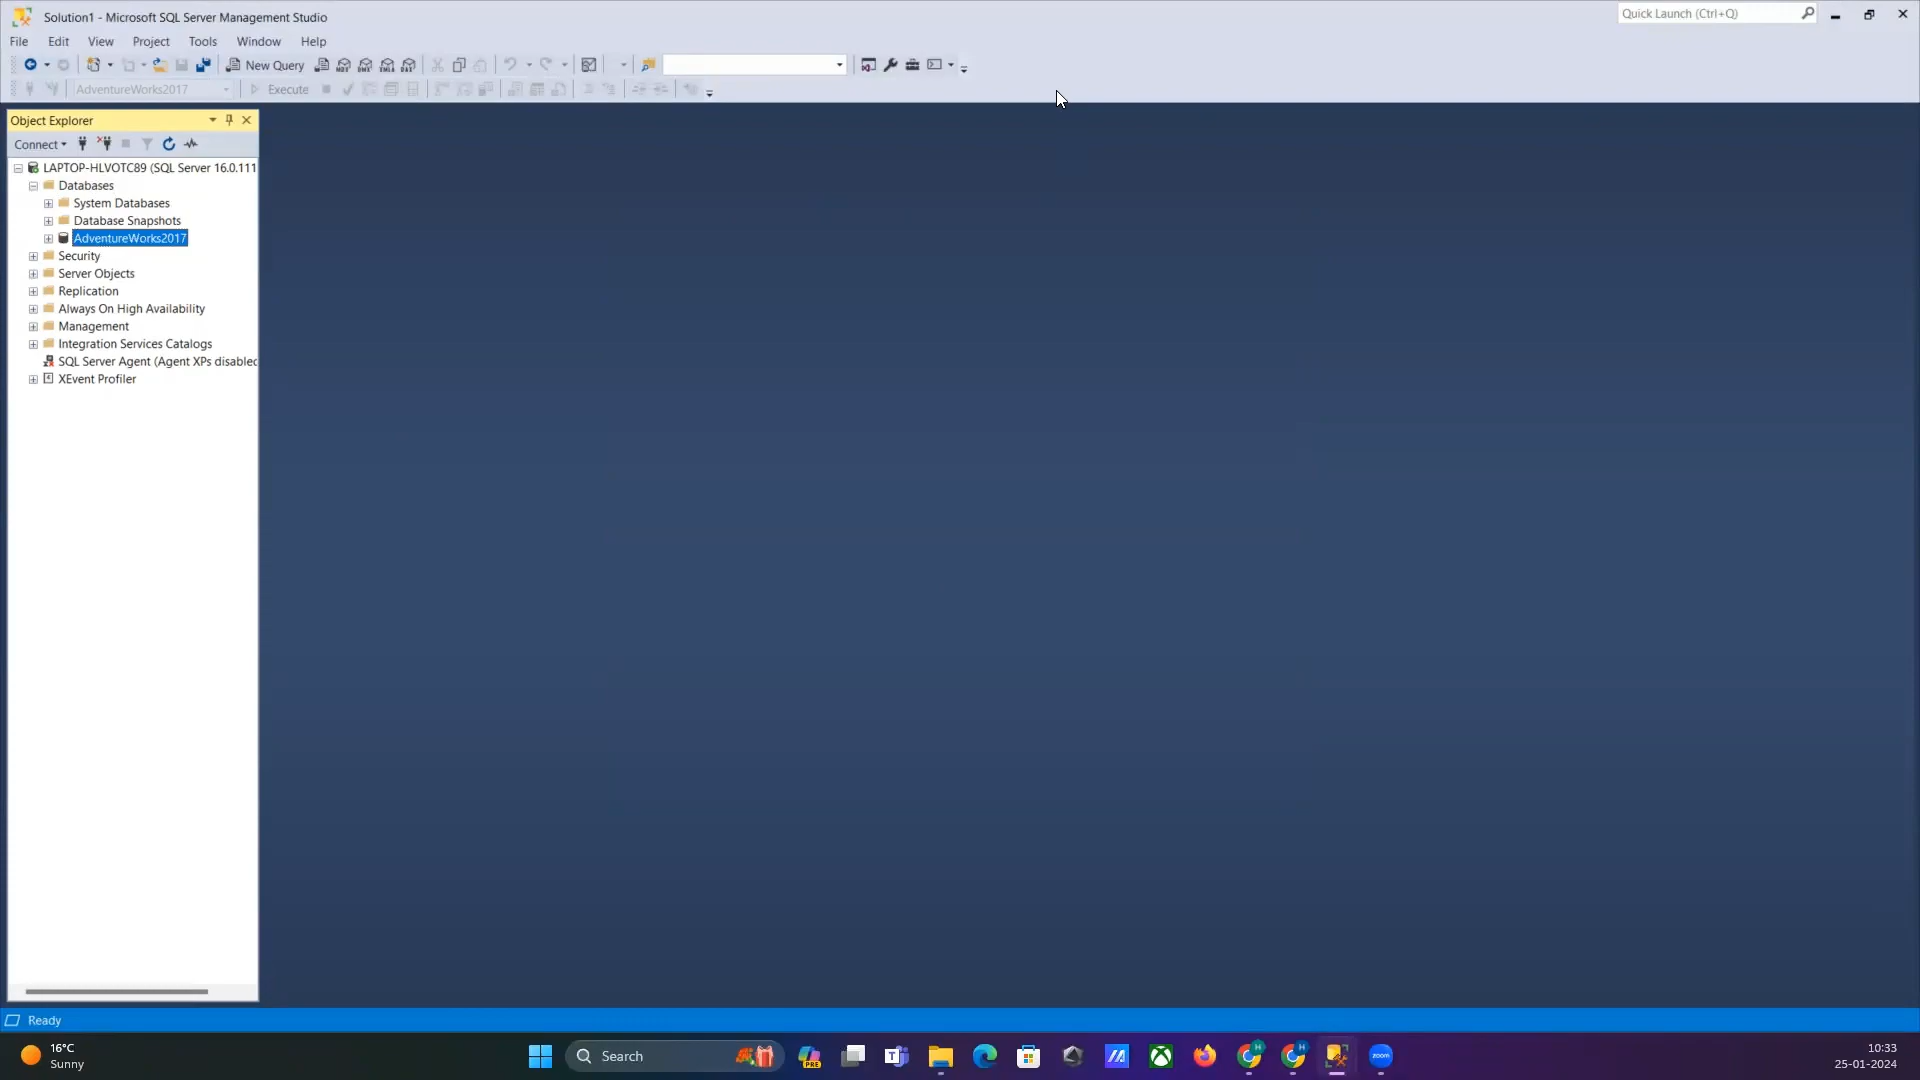 Solution1 - Microsoft SQL Server Management Studio
Quick Launch (Ctrl+Q)
File Edit View Project Tools Window Help
New Query
AdventureWorks2017 Execute
Object Explorer
Connect
LAPTOP-HLVOTC89 (SQL Server 16.0.111
Databases
System Databases
Database Snapshots
AdventureWorks2017
Security
Server Objects
Replication
Always On High Availability
Management
Integration Services Catalogs
SQL Server Agent (Agent XPs disabled
XEvent Profiler
Ready
16°C
Sunny
Search
PRE
zoom
10:33
25-01-2024